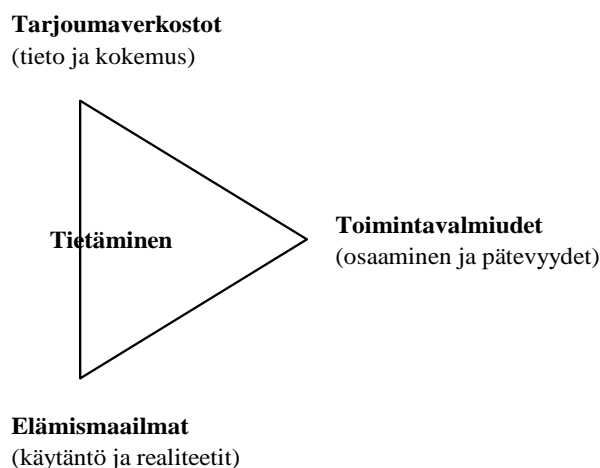 Tarjoumaverkostot
(tieto ja kokemus)
Tietäminen
Toimintavalmiudet
(osaaminen ja pätevyydet)
Elämismaailmat
(käytäntö ja realiteetit)